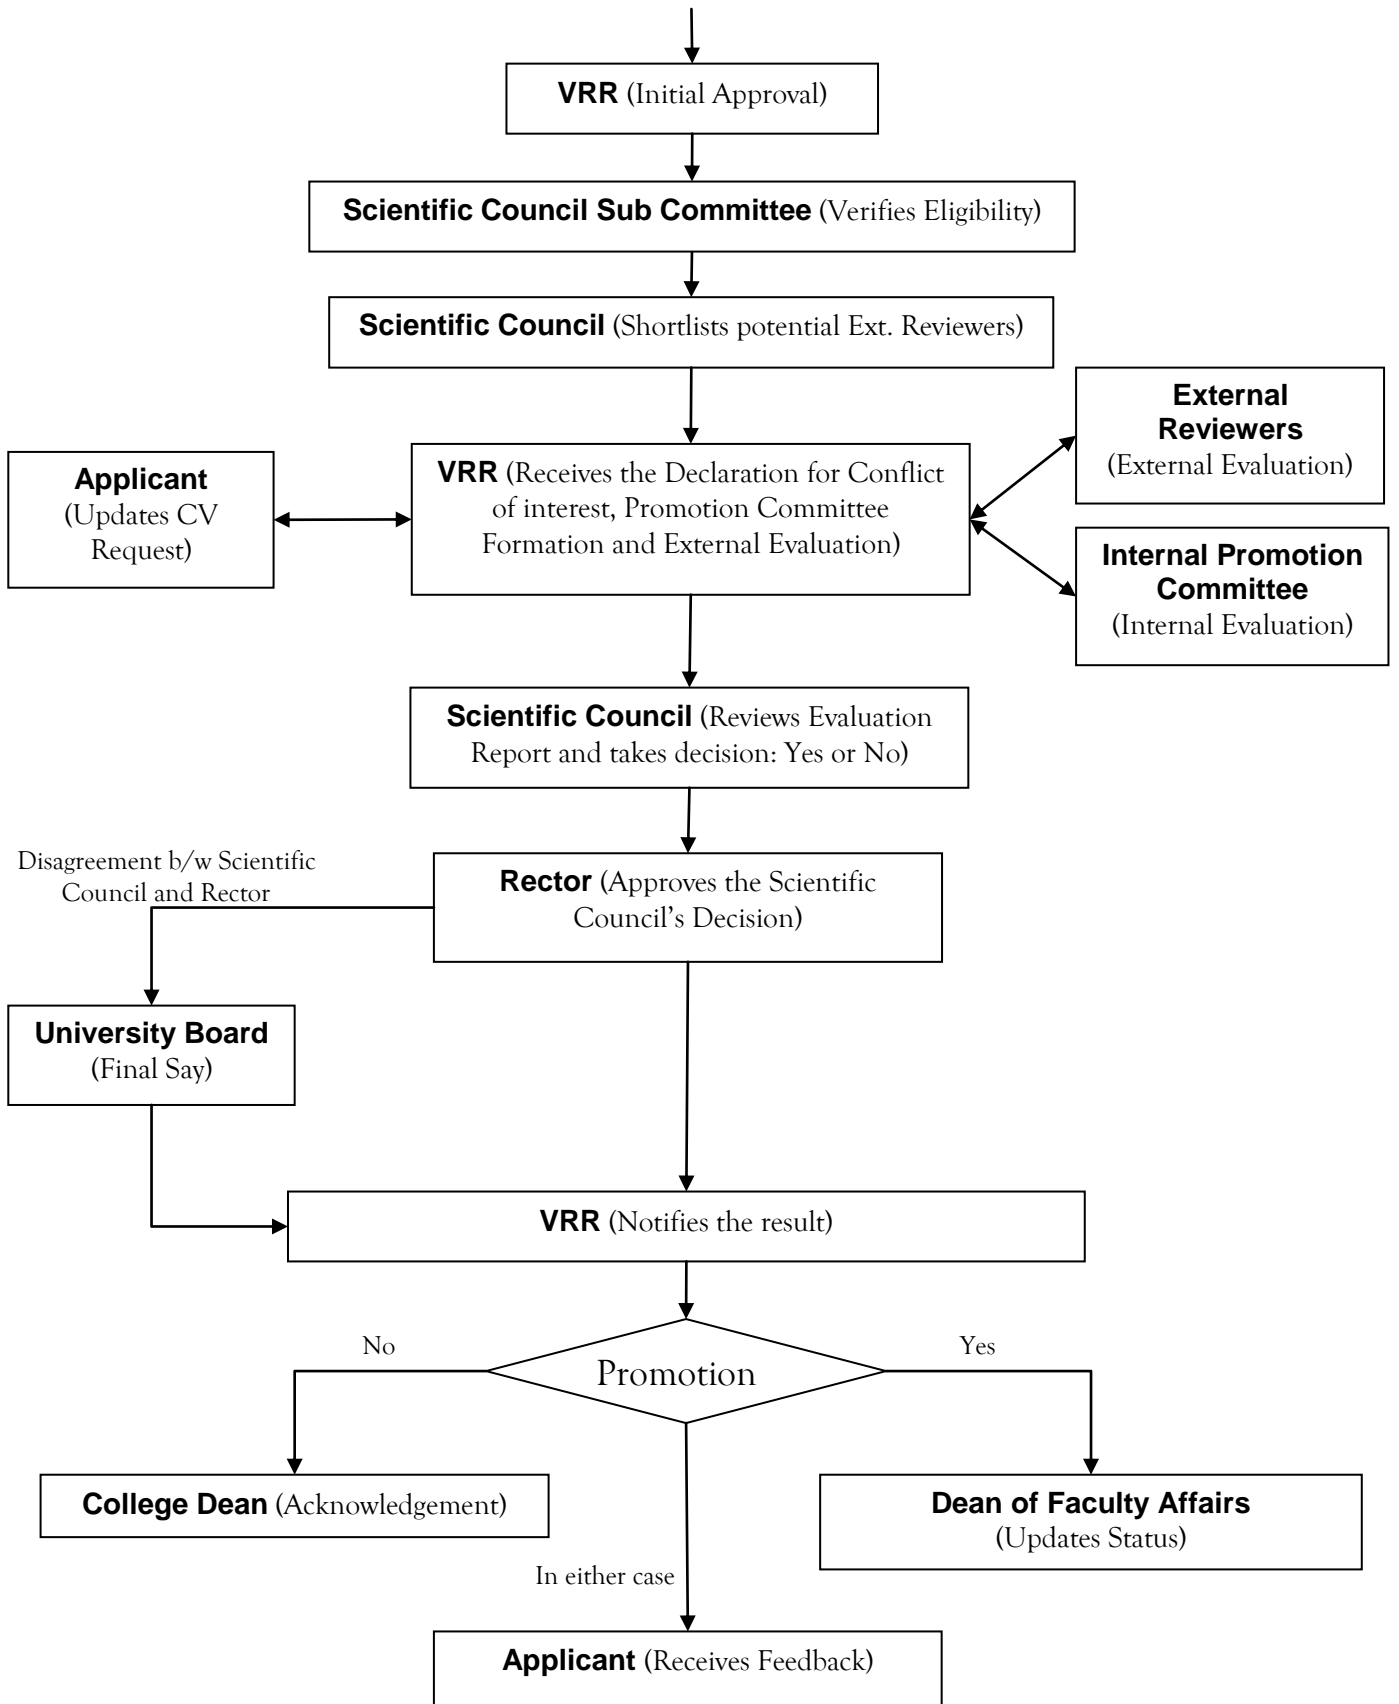 VRR (Initial Approval)
Scientific Council Sub Committee (Verifies Eligibility)
Scientific Council (Shortlists potential Ext. Reviewers)
External
Reviewers
(External Evaluation)
Applicant
(Updates CV
Request)
VRR (Receives the Declaration for Conflict
of interest, Promotion Committee
Formation and External Evaluation)
Internal Promotion
Committee
(Internal Evaluation)
Scientific Council (Reviews Evaluation
Report and takes decision: Yes or No)
Disagreement b/w Scientific
Council and Rector
Rector (Approves the Scientific
Council’s Decision)
University Board
(Final Say)
VRR (Notifies the result)
No
Yes
Promotion
College Dean (Acknowledgement)
Dean of Faculty Affairs
(Updates Status)
In either case
Applicant (Receives Feedback)